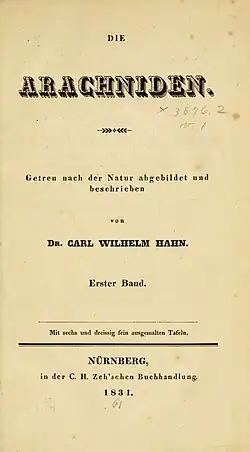 DIE
ARACHNIDEN.
Getreu nach der Natur abgebildet und
beschrieben
von
DR. CARL WILHELM HAHN.
Erster Band.
Mit sechs und dreissig fein ausgemalten Tafeln.
NÜRNBERG,
in der C. H. Zeh'schen Buchhandlung.
1831.
61